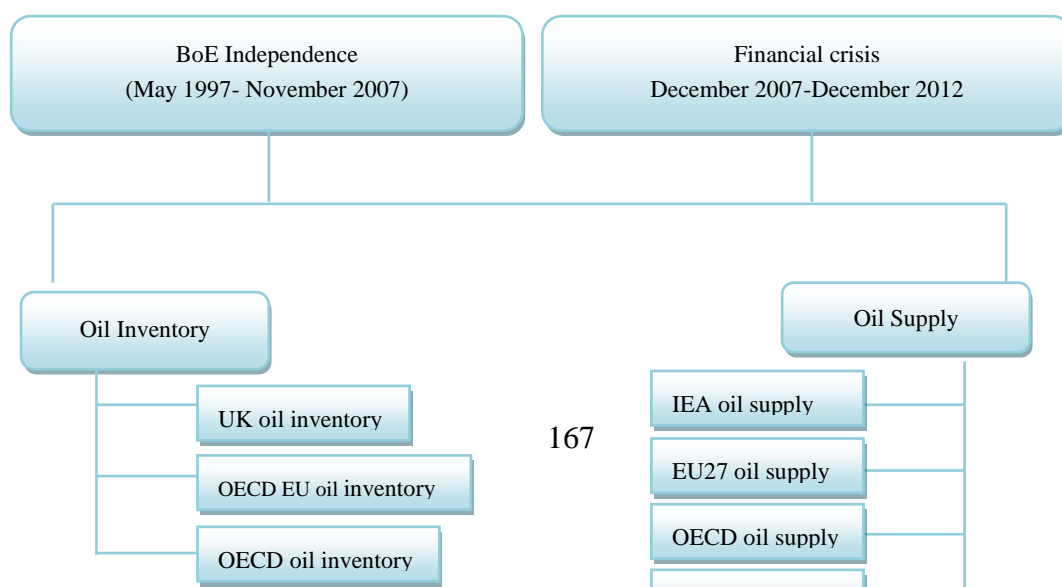 BoE Independence
(May 1997- November 2007)
Financial crisis
December 2007-December 2012
Oil Inventory
UK oil inventory
OECD EU oil inventory
OECD oil inventory
167
Oil Supply
IEA oil supply
EU27 oil supply
OECD oil supply